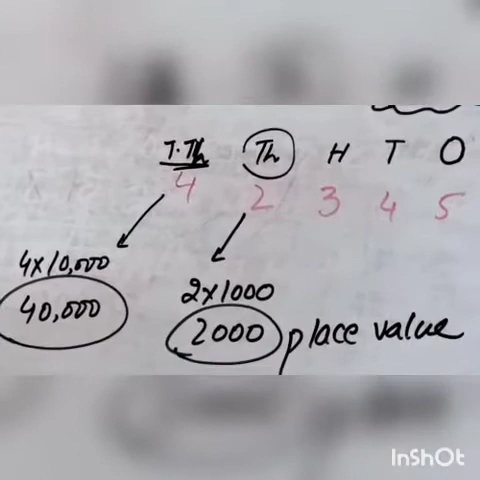 T.Th Th H T O
4 2 3 4 5
4×10,000
40,000
2×1000
2000 place value
InShOt